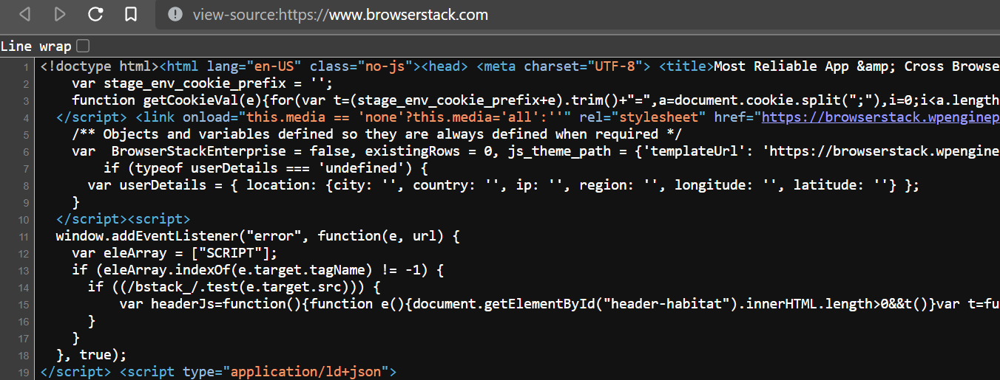 view-source:https://www.browserstack.com
Line wrap
1 <!doctype html><html lang="en-US" class="no-js"><head> <meta charset="UTF-8"> <title>Most Reliable App &amp; Cross Browse
2 var stage_env_cookie_prefix = '';
3 function getCookieVal(e){for(var t=(stage_env_cookie_prefix+e).trim()+"=",a=document.cookie.split(";"),i=0;i<a.length
4 </script> <link onload="this.media == 'none'?this.media='all':''" rel="stylesheet" href="https://browserstack.wpenginep
5 /** Objects and variables defined so they are always defined when required */
6 var  BrowserStackEnterprise = false, existingRows = 0, js_theme_path = {'templateUrl': 'https://browserstack.wpengine
7 if (typeof userDetails === 'undefined') {
8 var userDetails = { location: {city: '', country: '', ip: '', region: '', longitude: '', latitude: ''} };
9 }
10 </script><script>
11 window.addEventListener("error", function(e, url) {
12 var eleArray = ["SCRIPT"];
13 if (eleArray.indexOf(e.target.tagName) != -1) {
14 if ((/bstack_/.test(e.target.src))) {
15 var headerJs=function(){function e(){document.getElementById("header-habitat").innerHTML.length>0&&t()}var t=fu
16 }
17 }
18 }, true);
19 </script> <script type="application/ld+json">